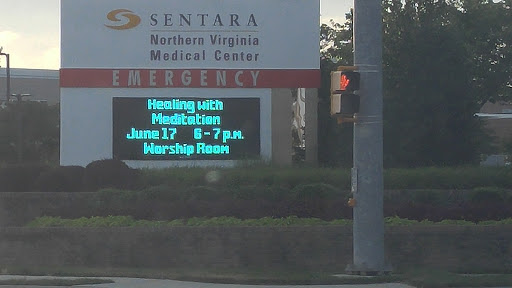 SENTARA
Northern Virginia
Medical Center
EMERGENCY
Healing with
Meditation
June 17 6-7 p.m.
Worship Room